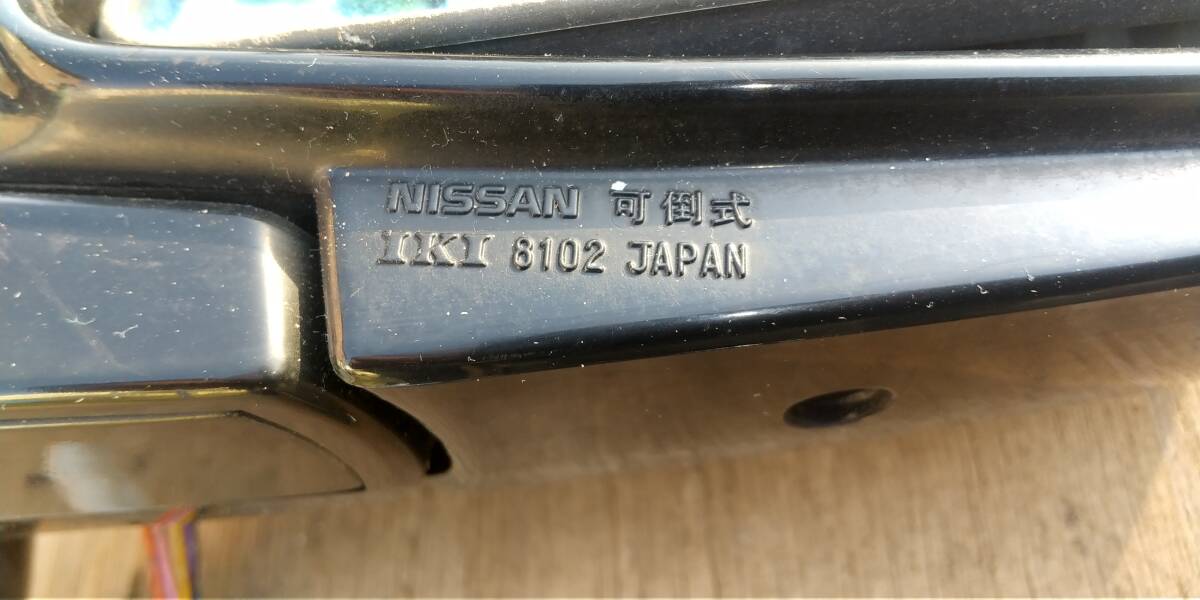 NISSAN 可倒式
IKI 8102 JAPAN